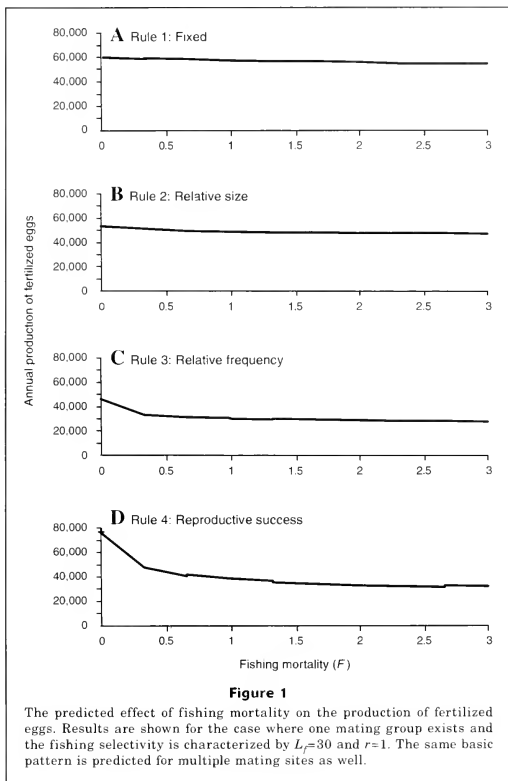 A Rule 1: Fixed
80,000
60,000
40,000
20,000
0
0 0.5 1 1.5 2 2.5 3
B Rule 2: Relative size
80,000
60,000
40,000
20,000
0
0 0.5 1 1.5 2 2.5 3
Annual production of fertilized eggs
C Rule 3: Relative frequency
80,000
60,000
40,000
20,000
0
0 0.5 1 1.5 2 2.5 3
D Rule 4: Reproductive success
80,000
60,000
40,000
20,000
0
0 0.5 1 1.5 2 2.5 3
Fishing mortality (F)
Figure 1
The predicted effect of fishing mortality on the production of fertilized
eggs. Results are shown for the case where one mating group exists and
the fishing selectivity is characterized by Lf=30 and r=1. The same basic
pattern is predicted for multiple mating sites as well.